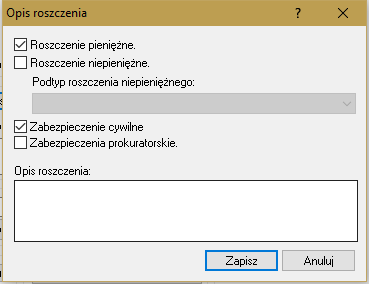 Opis roszczenia
Roszczenie pieniężne.
Roszczenie niepieniężne.
Podtyp roszczenia niepieniężnego:
Zabezpieczenie cywilne
Zabezpieczenia prokuratorskie.
Opis roszczenia:
Zapisz Anuluj